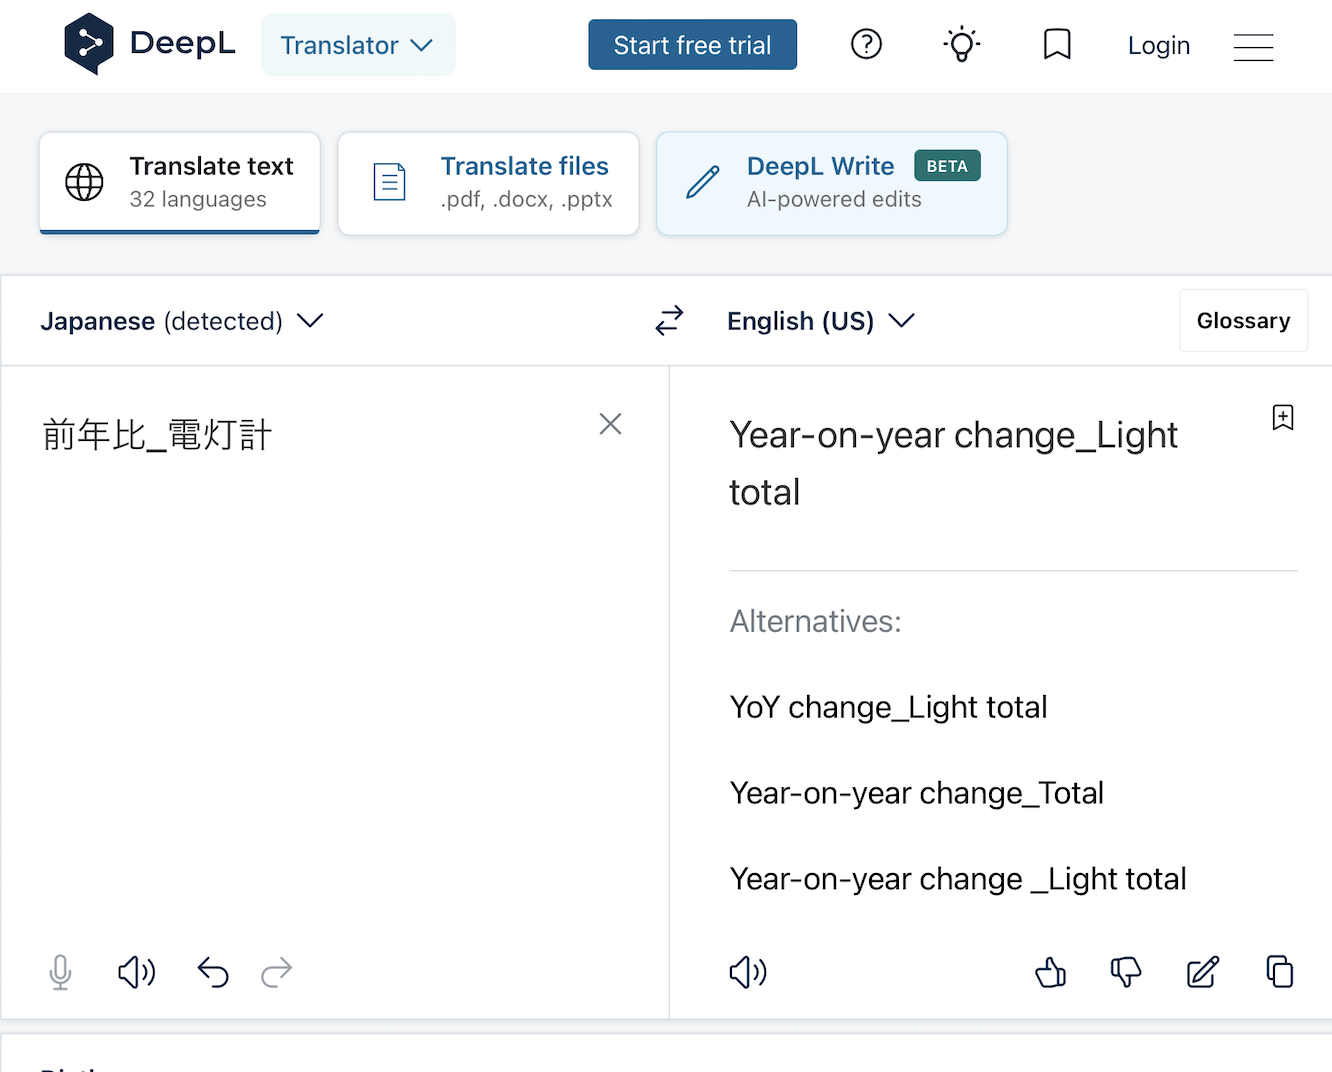 DeepL
Translator
Start free trial
Login
Translate text
32 languages
Translate files
.pdf, .docx, .pptx
DeepL Write BETA
AI-powered edits
Japanese (detected)
English (US)
Glossary
前年比_電灯計
Year-on-year change_Light
total
Alternatives:
YoY change_Light total
Year-on-year change_Total
Year-on-year change _Light total